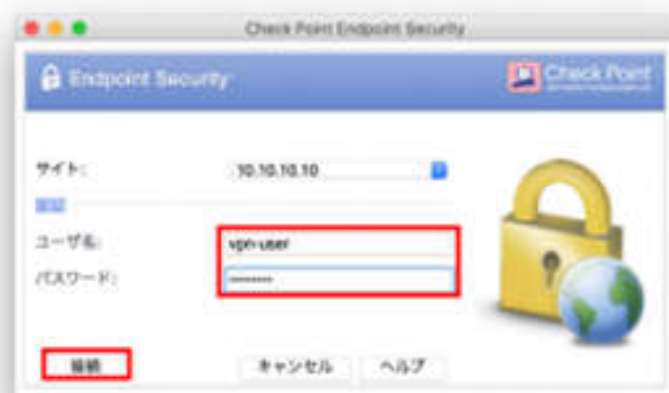 Check Point Endpoint Security
Endpoint Security
Check Point
サイト: 10.10.10.10
ユーザ名: vpn-user
パスワード: ••••••••
接続 キャンセル ヘルプ